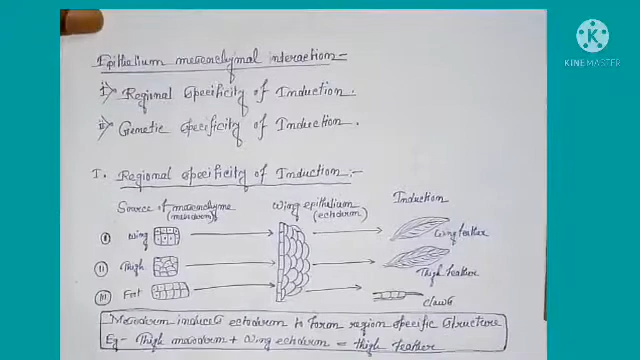 KINEMASTER
Epithelium mesenchymal interaction:-
I> Regional Specificity of Induction.
II> Genetic Specificity of Induction.
I. Regional Specificity of Induction:-
Source of mesenchyme (mesoderm) Wing epithelium (ectoderm) Induction
I Wing Wing feather
II Thigh Thigh feather
III Foot Claws
Mesoderm induces ectoderm to form region specific structure
Eg- Thigh mesoderm + Wing ectoderm = Thigh feather